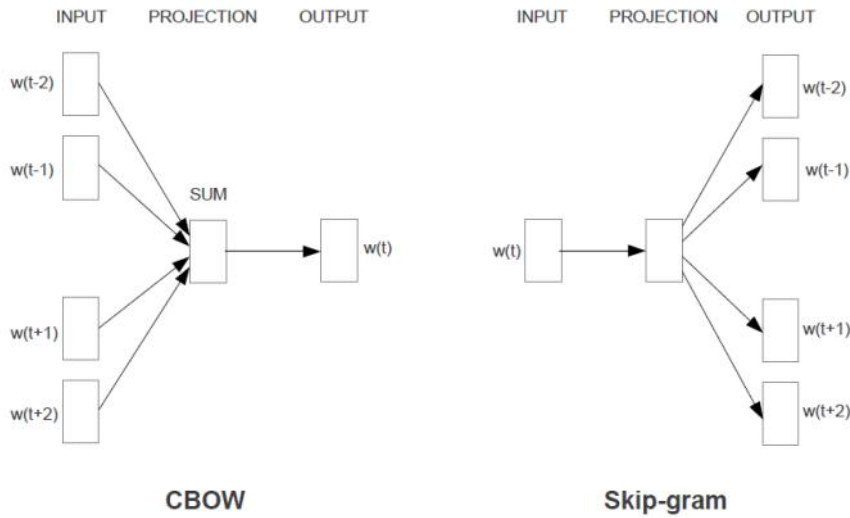 INPUT PROJECTION OUTPUT
w(t-2)
w(t-1)
SUM
w(t)
w(t+1)
w(t+2)
CBOW
INPUT PROJECTION OUTPUT
w(t-2)
w(t-1)
w(t)
w(t+1)
w(t+2)
Skip-gram